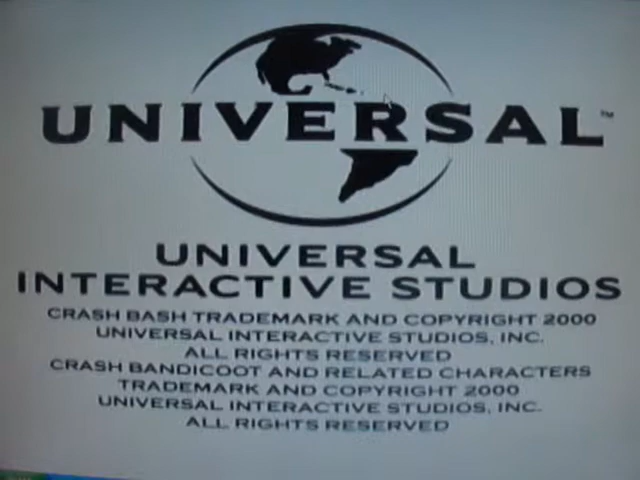 UNIVERSAL™
UNIVERSAL
INTERACTIVE STUDIOS
CRASH BASH TRADEMARK AND COPYRIGHT 2000
UNIVERSAL INTERACTIVE STUDIOS, INC.
ALL RIGHTS RESERVED
CRASH BANDICOOT AND RELATED CHARACTERS
TRADEMARK AND COPYRIGHT 2000
UNIVERSAL INTERACTIVE STUDIOS, INC.
ALL RIGHTS RESERVED